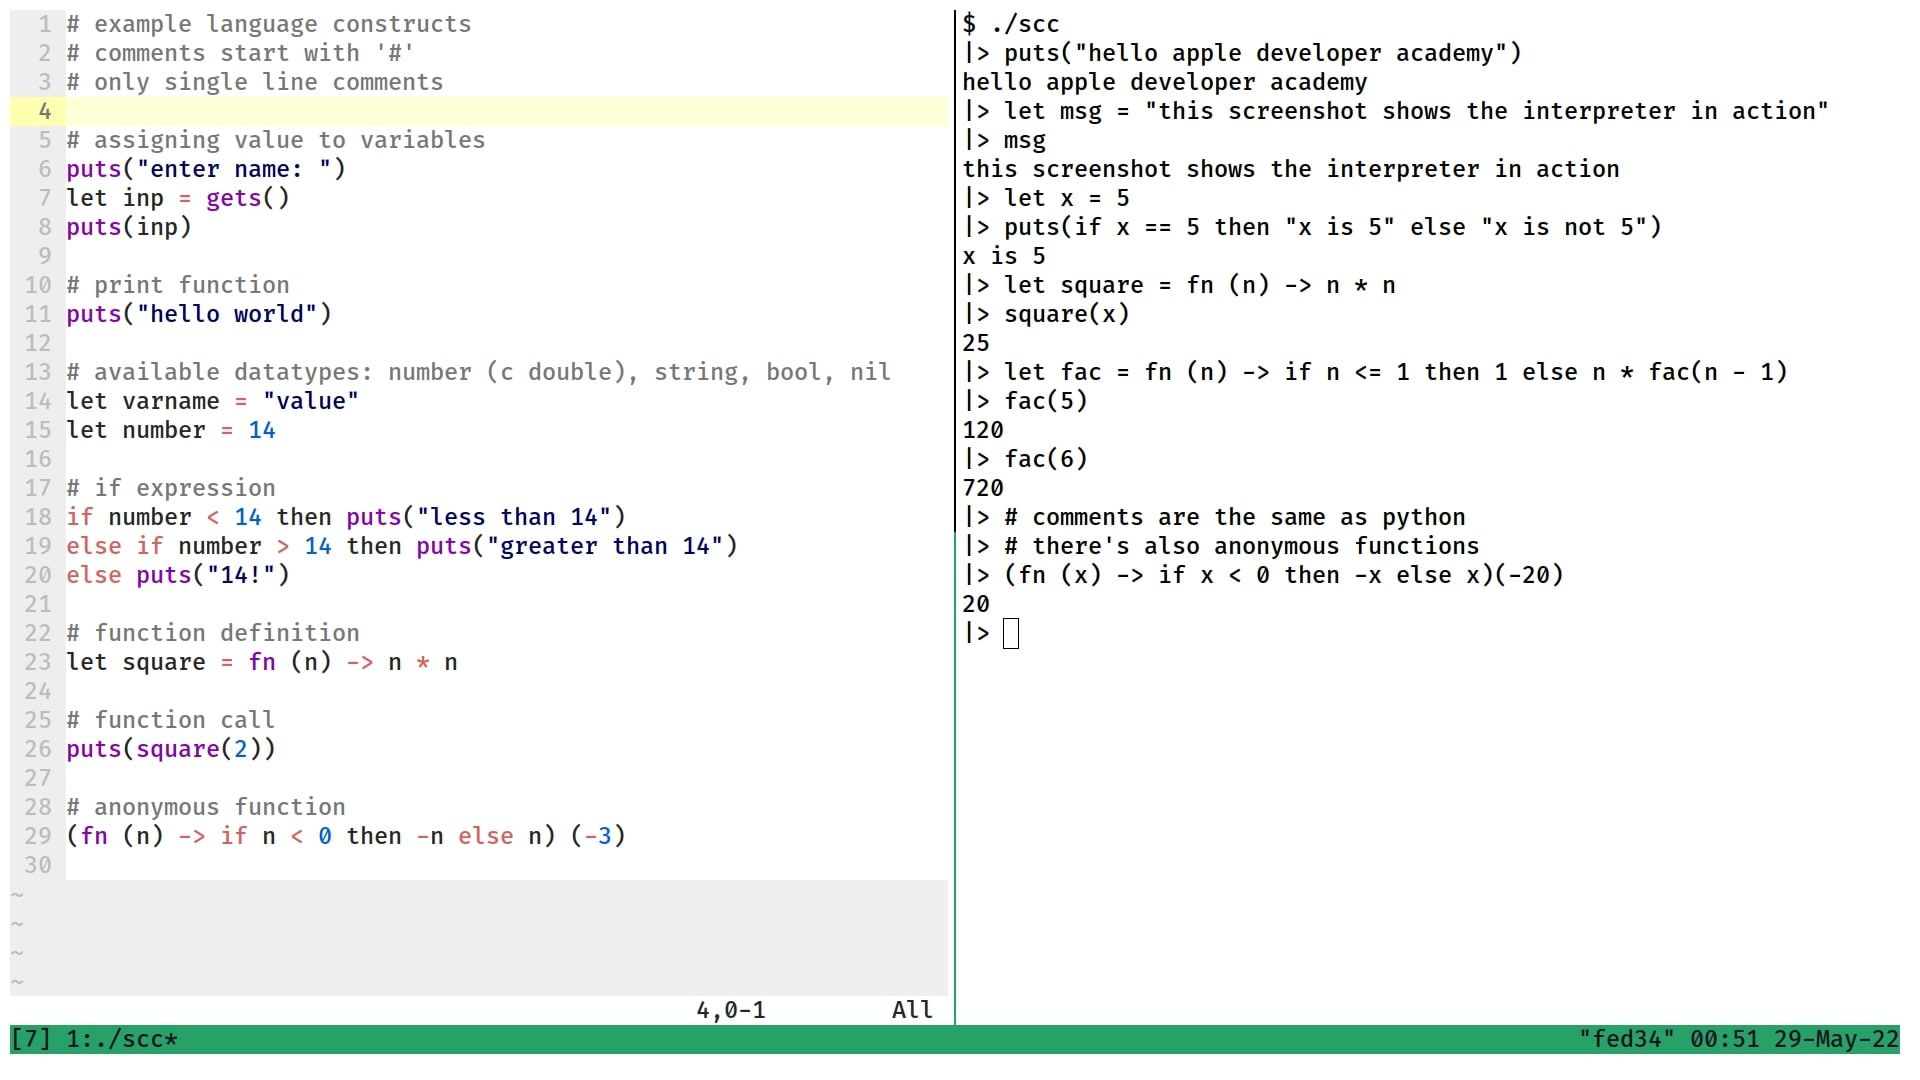 1 # example language constructs
2 # comments start with '#'
3 # only single line comments
4
5 # assigning value to variables
6 puts("enter name: ")
7 let inp = gets()
8 puts(inp)
9
10 # print function
11 puts("hello world")
12
13 # available datatypes: number (c double), string, bool, nil
14 let varname = "value"
15 let number = 14
16
17 # if expression
18 if number < 14 then puts("less than 14")
19 else if number > 14 then puts("greater than 14")
20 else puts("14!")
21
22 # function definition
23 let square = fn (n) -> n * n
24
25 # function call
26 puts(square(2))
27
28 # anonymous function
29 (fn (n) -> if n < 0 then -n else n) (-3)
30
~
~
~
~
4,0-1 All
$ ./scc
|> puts("hello apple developer academy")
hello apple developer academy
|> let msg = "this screenshot shows the interpreter in action"
|> msg
this screenshot shows the interpreter in action
|> let x = 5
|> puts(if x == 5 then "x is 5" else "x is not 5")
x is 5
|> let square = fn (n) -> n * n
|> square(x)
25
|> let fac = fn (n) -> if n <= 1 then 1 else n * fac(n - 1)
|> fac(5)
120
|> fac(6)
720
|> # comments are the same as python
|> # there's also anonymous functions
|> (fn (x) -> if x < 0 then -x else x)(-20)
20
|>
[7] 1:./scc* "fed34" 00:51 29-May-22